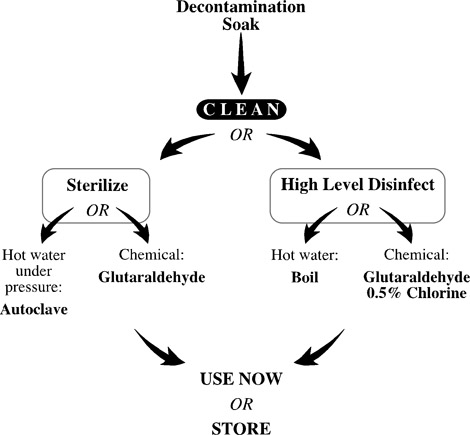 Decontamination
Soak
CLEAN
OR
Sterilize
OR
Hot water
under
pressure:
Autoclave
Chemical:
Glutaraldehyde
High Level Disinfect
OR
Hot water:
Boil
Chemical:
Glutaraldehyde
0.5% Chlorine
USE NOW
OR
STORE